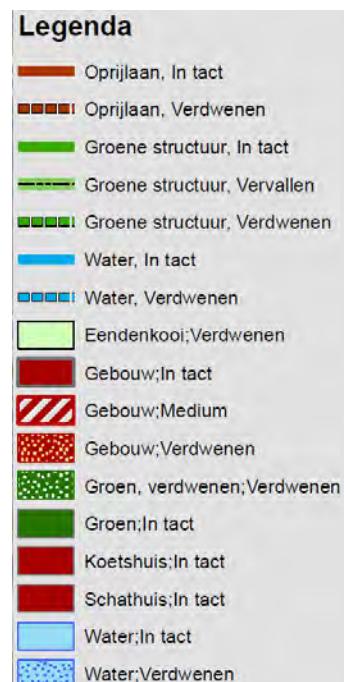 Legenda
Oprijlaan, In tact
Oprijlaan, Verdwenen
Groene structuur, In tact
Groene structuur, Vervallen
Groene structuur, Verdwenen
Water, In tact
Water, Verdwenen
Eendenkooi;Verdwenen
Gebouw;In tact
Gebouw;Medium
Gebouw;Verdwenen
Groen, verdwenen;Verdwenen
Groen;In tact
Koetshuis;In tact
Schathuis;In tact
Water;In tact
Water;Verdwenen